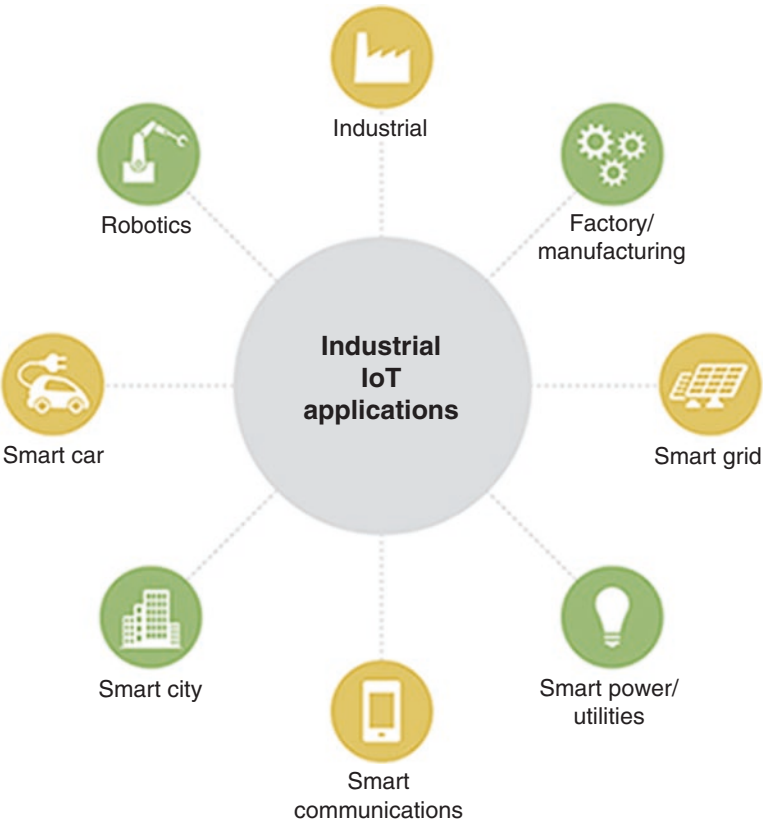 Industrial
Robotics
Factory/
manufacturing
Industrial
IoT
applications
Smart car
Smart grid
Smart city
Smart power/
utilities
Smart
communications